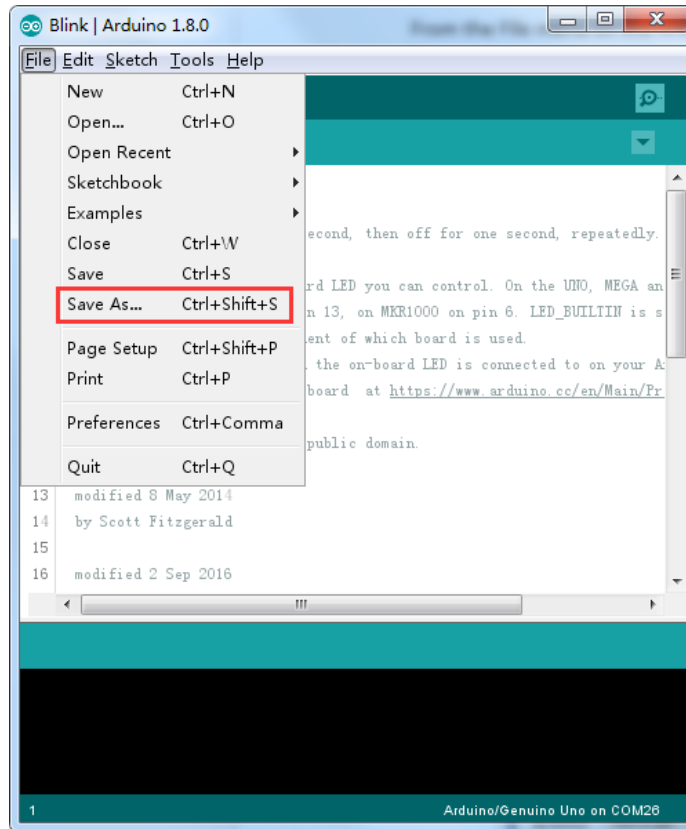 Blink | Arduino 1.8.0
File Edit Sketch Tools Help
New Ctrl+N
Open... Ctrl+O
Open Recent
Sketchbook
Examples
Close Ctrl+W
Save Ctrl+S
Save As... Ctrl+Shift+S
Page Setup Ctrl+Shift+P
Print Ctrl+P
Preferences Ctrl+Comma
Quit Ctrl+Q
econd, then off for one second, repeatedly.
rd LED you can control. On the UNO, MEGA an
n 13, on MKR1000 on pin 6. LED_BUILTIN is s
ent of which board is used.
the on-board LED is connected to on your A
board at https://www.arduino.cc/en/Main/Pr
public domain.
13 modified 8 May 2014
14 by Scott Fitzgerald
15
16 modified 2 Sep 2016
1 Arduino/Genuino Uno on COM26